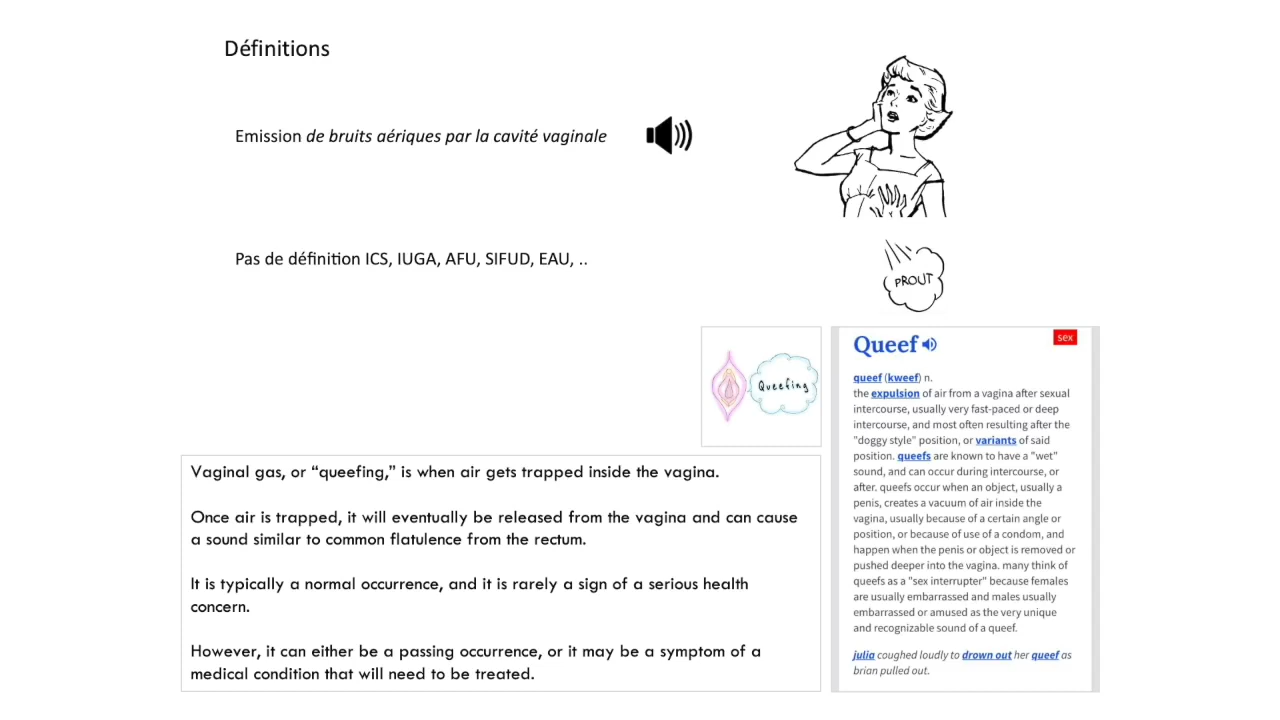 Définitions
Emission de bruits aériques par la cavité vaginale
Pas de définition ICS, IUGA, AFU, SIFUD, EAU, ..
PROUT
Queefing
Vaginal gas, or “queefing,” is when air gets trapped inside the vagina.
Once air is trapped, it will eventually be released from the vagina and can cause
a sound similar to common flatulence from the rectum.
It is typically a normal occurrence, and it is rarely a sign of a serious health
concern.
However, it can either be a passing occurrence, or it may be a symptom of a
medical condition that will need to be treated.
Queef
sex
queef (kweef) n.
the expulsion of air from a vagina after sexual
intercourse, usually very fast-paced or deep
intercourse, and most often resulting after the
"doggy style" position, or variants of said
position. queefs are known to have a "wet"
sound, and can occur during intercourse, or
after. queefs occur when an object, usually a
penis, creates a vacuum of air inside the
vagina, usually because of a certain angle or
position, or because of use of a condom, and
happen when the penis or object is removed or
pushed deeper into the vagina. many think of
queefs as a "sex interrupter" because females
are usually embarrassed and males usually
embarrassed or amused as the very unique
and recognizable sound of a queef.
julia coughed loudly to drown out her queef as
brian pulled out.